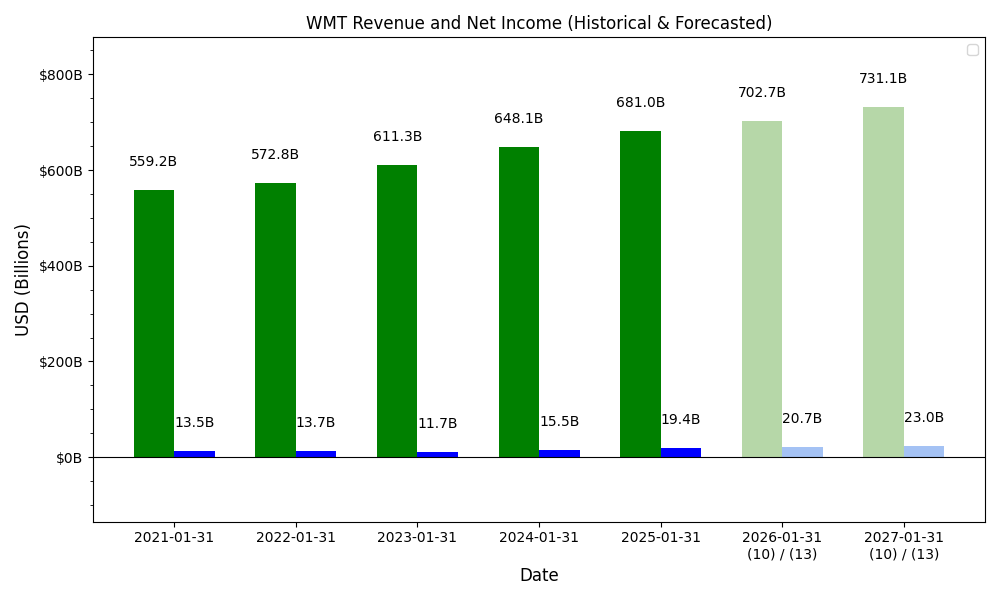 WMT Revenue and Net Income (Historical & Forecasted)
USD (Billions)
$800B
$600B
$400B
$200B
$0B
559.2B
13.5B
572.8B
13.7B
611.3B
11.7B
648.1B
15.5B
681.0B
19.4B
702.7B
20.7B
731.1B
23.0B
2021-01-31
2022-01-31
2023-01-31
2024-01-31
2025-01-31
2026-01-31
(10) / (13)
2027-01-31
(10) / (13)
Date